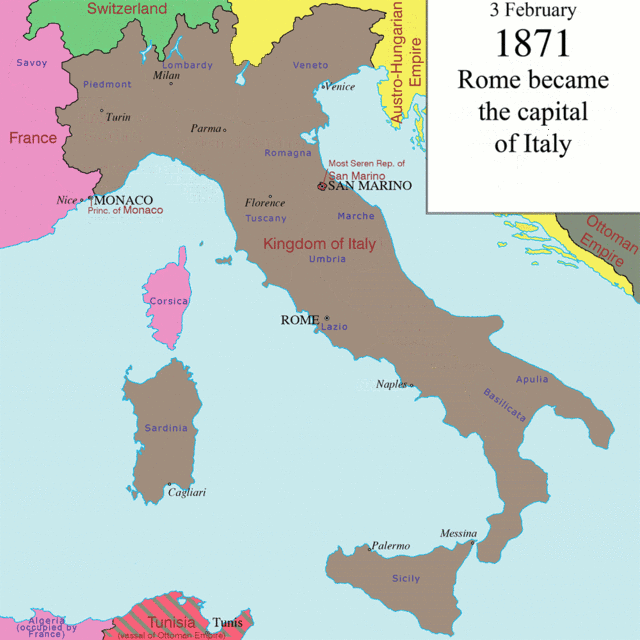 Switzerland
3 February
1871
Rome became
the capital
of Italy
Austro-Hungarian
Empire
Savoy
Lombardy
Veneto
Milan
Piedmont
Venice
Turin
Parma
France
Romagna
Most Seren Rep. of
San Marino
SAN MARINO
Nice
MONACO
Princ. of Monaco
Florence
Tuscany
Marche
Ottoman
Empire
Kingdom of Italy
Umbria
Corsica
ROME
Lazio
Naples
Apulia
Basilicata
Sardinia
Cagliari
Messina
Palermo
Sicily
Algeria
(occupied by
France)
Tunisia
Tunis
(vessel of Ottoman Empire)